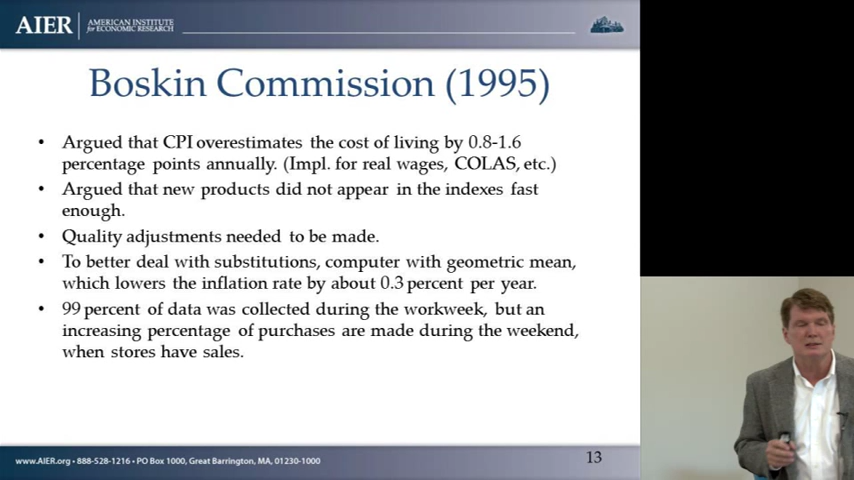 AIER
AMERICAN INSTITUTE
for ECONOMIC RESEARCH
Boskin Commission (1995)
• Argued that CPI overestimates the cost of living by 0.8-1.6
percentage points annually. (Impl. for real wages, COLAS, etc.)
• Argued that new products did not appear in the indexes fast
enough.
• Quality adjustments needed to be made.
• To better deal with substitutions, computer with geometric mean,
which lowers the inflation rate by about 0.3 percent per year.
• 99 percent of data was collected during the workweek, but an
increasing percentage of purchases are made during the weekend,
when stores have sales.
www.AIER.org • 888-528-1216 • PO Box 1000, Great Barrington, MA, 01230-1000
13